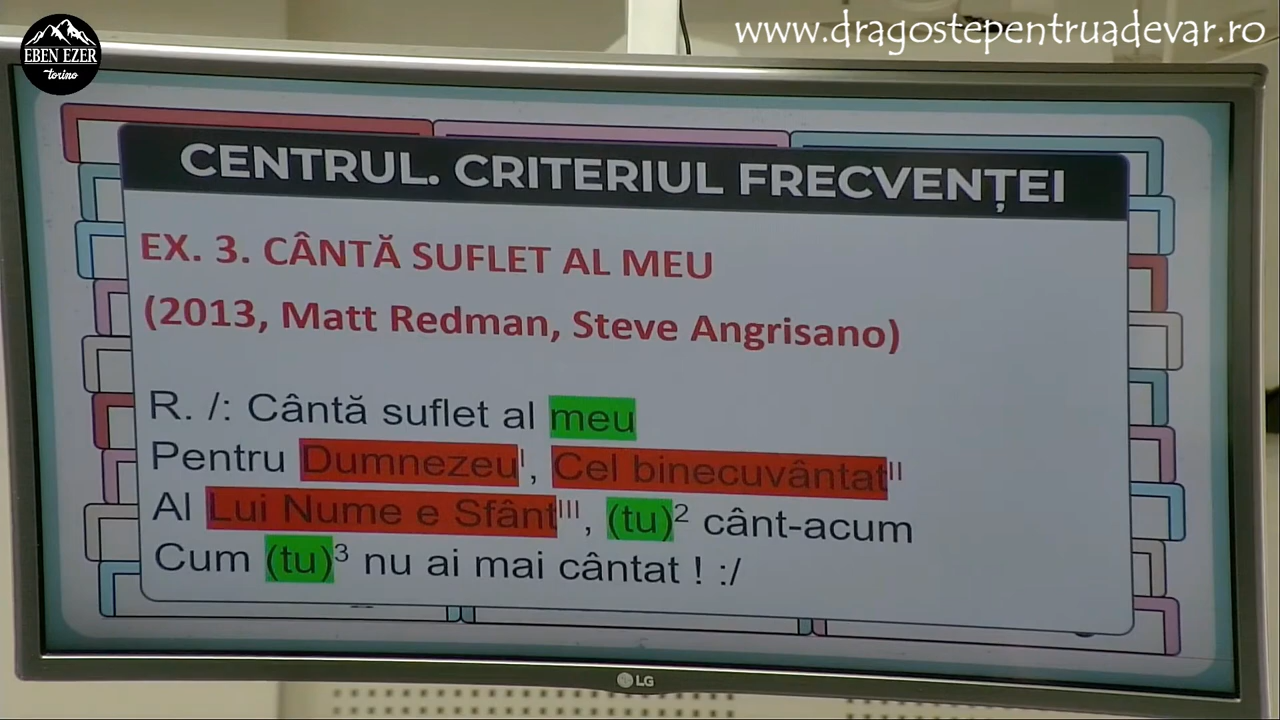 EBEN EZER
torino
www.dragostepentruadevar.ro
CENTRUL. CRITERIUL FRECVENȚEI
EX. 3. CÂNTĂ SUFLET AL MEU
(2013, Matt Redman, Steve Angrisano)
R. /: Cântă suflet al meu
Pentru Dumnezeu¹, Cel binecuvântatᴵᴵ
Al Lui Nume e Sfântᴵᴵᴵ, (tu)² cânt-acum
Cum (tu)³ nu ai mai cântat ! :/
LG